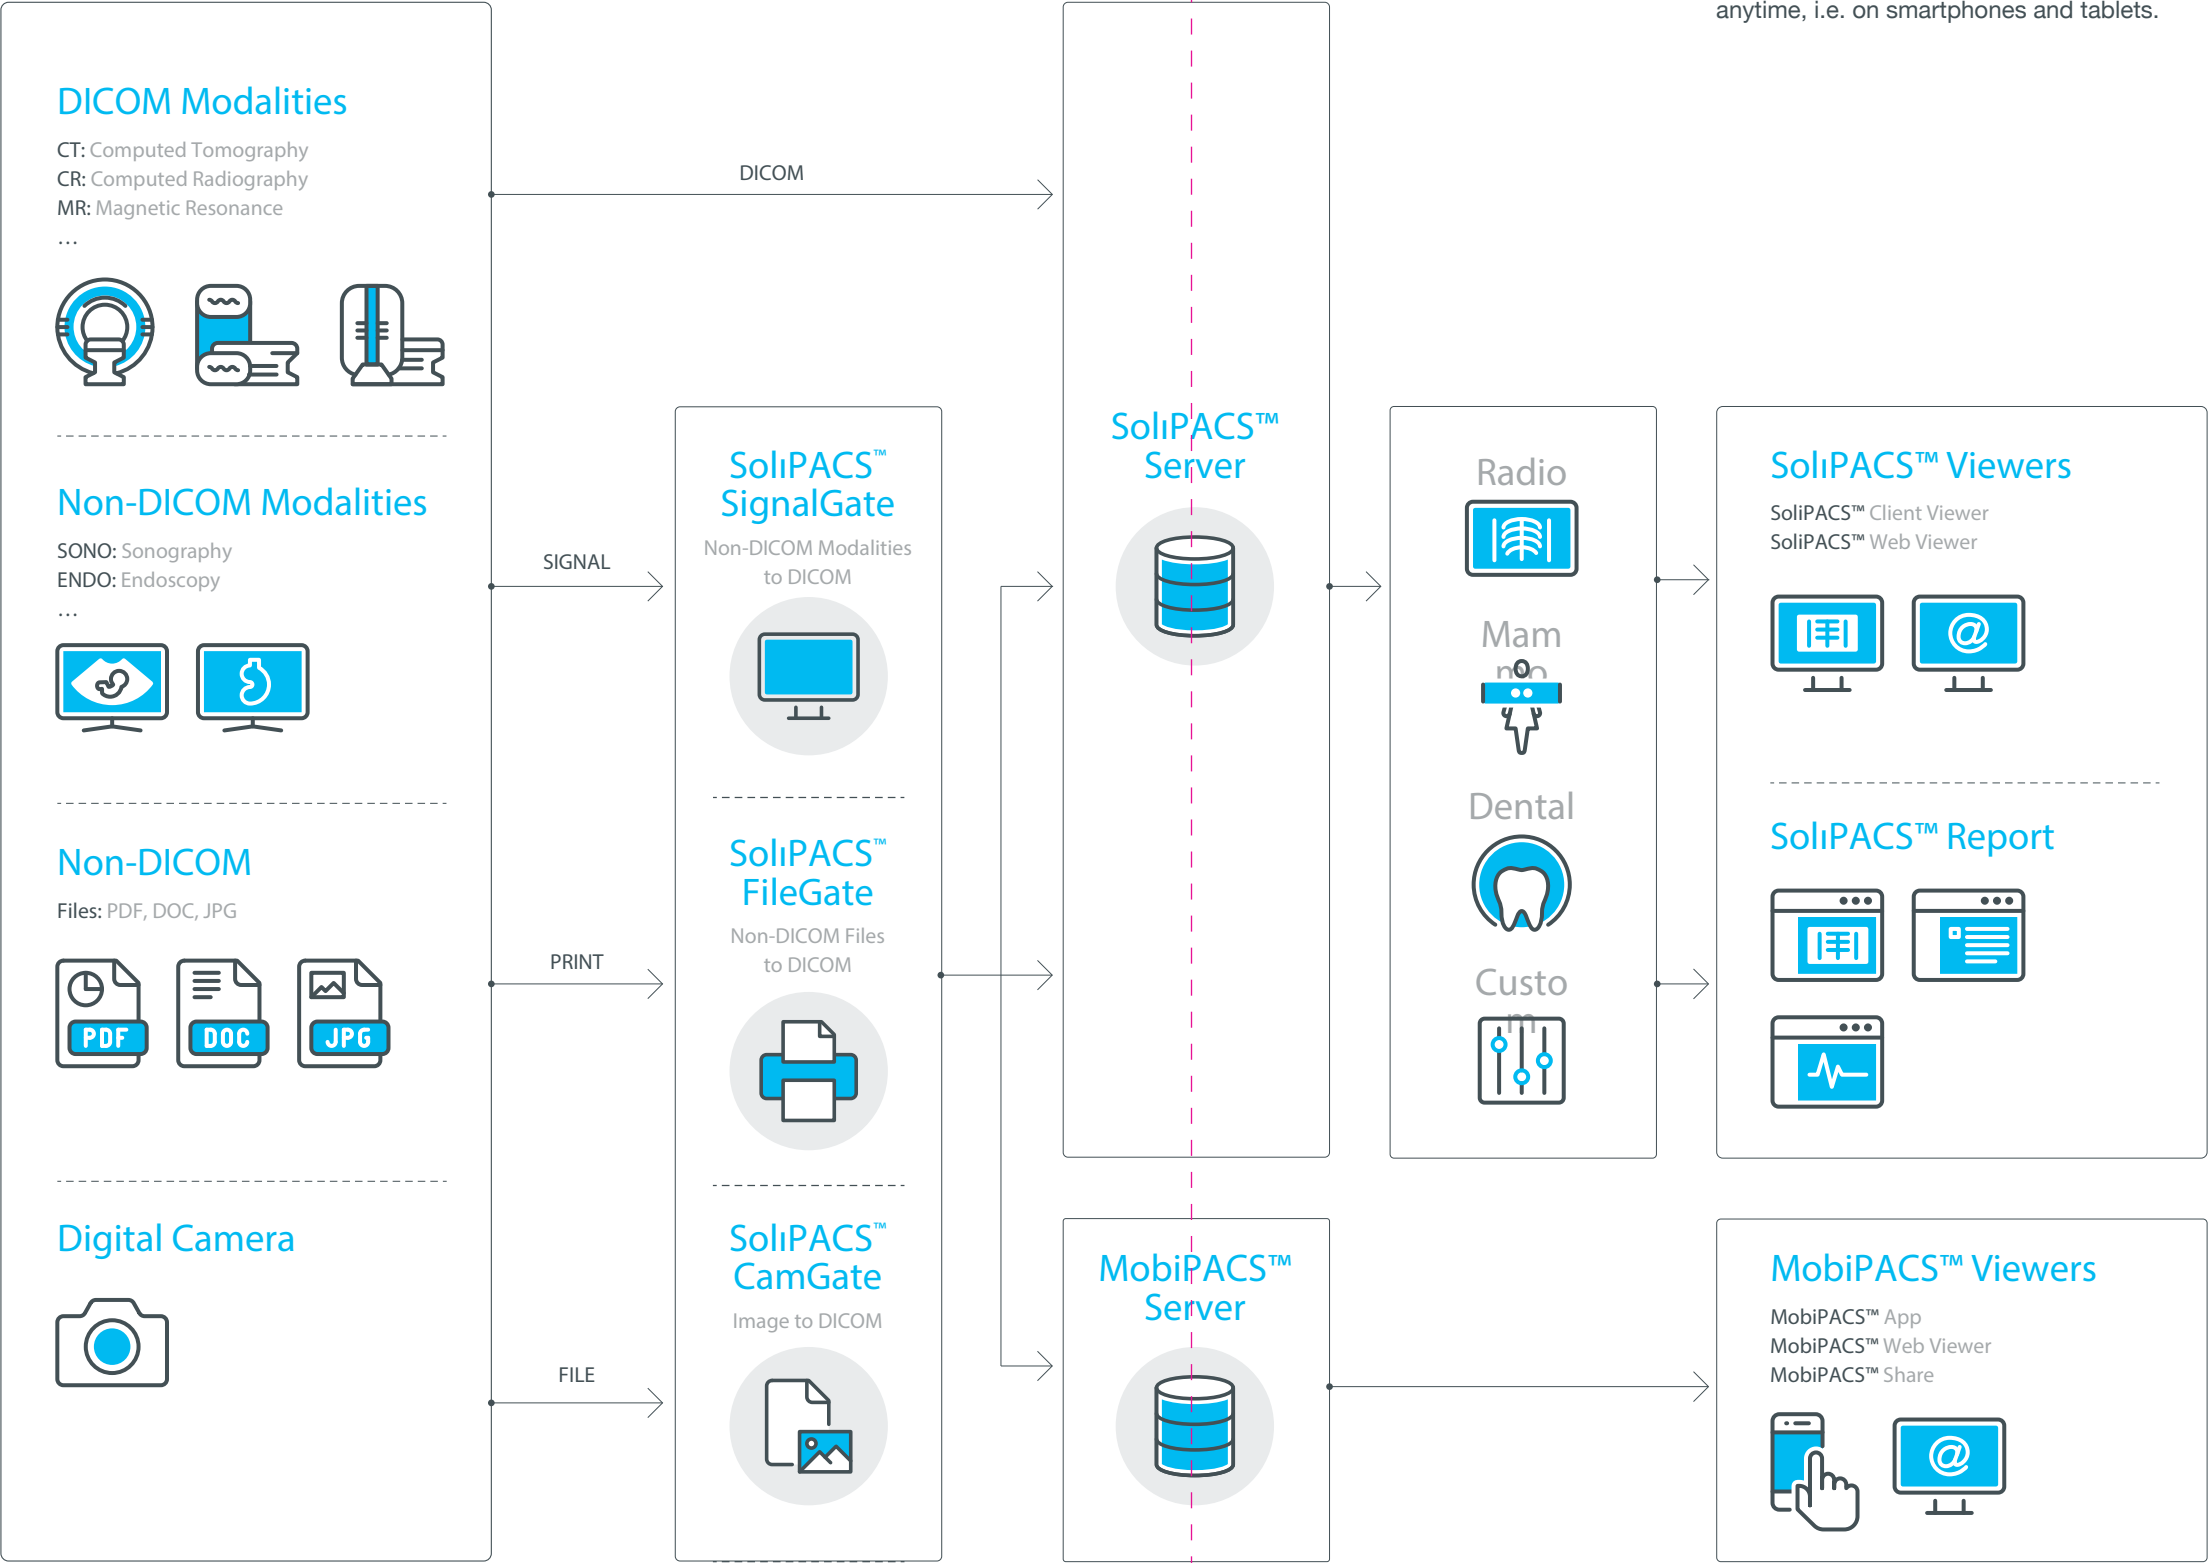 anytime, i.e. on smartphones and tablets.
DICOM Modalities
CT: Computed Tomography
CR: Computed Radiography
MR: Magnetic Resonance
...
Non-DICOM Modalities
SONO: Sonography
ENDO: Endoscopy
...
Non-DICOM
Files: PDF, DOC, JPG
PDF
DOC
JPG
Digital Camera
DICOM
SIGNAL
PRINT
FILE
SolıPACS™
SignalGate
Non-DICOM Modalities
to DICOM
SolıPACS™
FileGate
Non-DICOM Files
to DICOM
SolıPACS™
CamGate
Image to DICOM
SolıPACS™
Server
MobiPACS™
Server
Radio
Mam
mo
Dental
Custo
m
SolıPACS™ Viewers
SoliPACS™ Client Viewer
SoliPACS™ Web Viewer
@
SolıPACS™ Report
MobiPACS™ Viewers
MobiPACS™ App
MobiPACS™ Web Viewer
MobiPACS™ Share
@